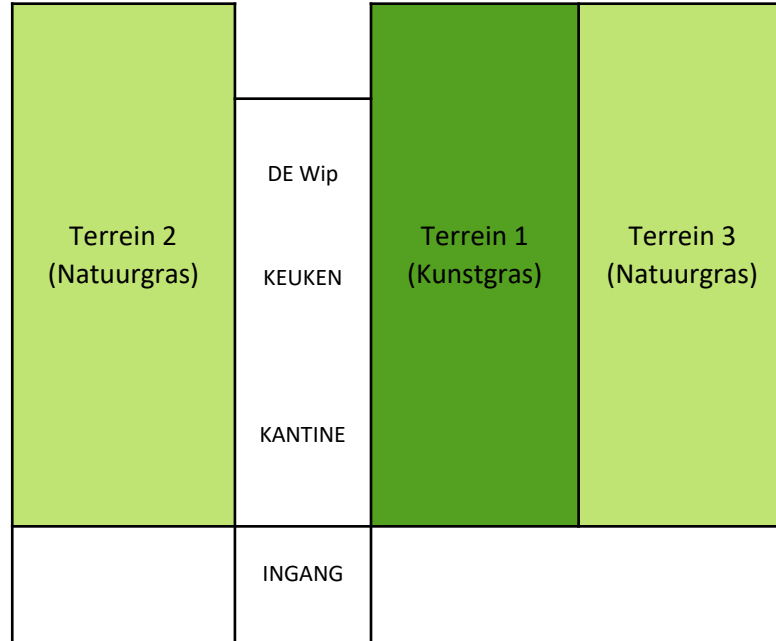 DE Wip
Terrein 2
(Natuurgras)
KEUKEN
Terrein 1
(Kunstgras)
Terrein 3
(Natuurgras)
KANTINE
INGANG